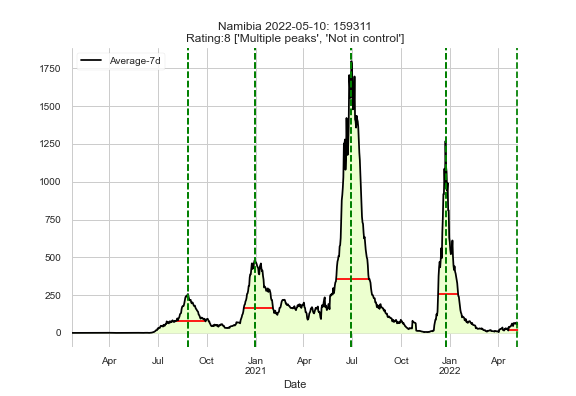 Namibia 2022-05-10: 159311
Rating:8 ['Multiple peaks', 'Not in control']
Average-7d
1750
1500
1250
1000
750
500
250
0
Apr Jul Oct Jan Apr Jul Oct Jan Apr
2021 2022
Date